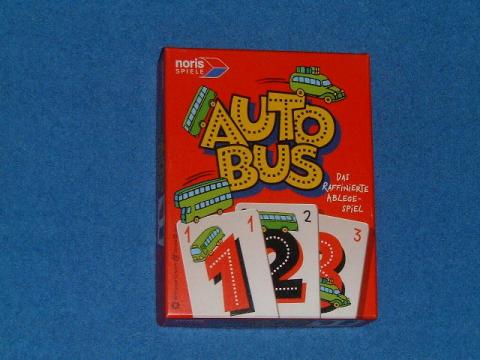 noris
SPIELE
AUTO
BUS
DAS
RAFFINIERTE
ABLEGE-
SPIEL
1 1 2 3
1 2 3